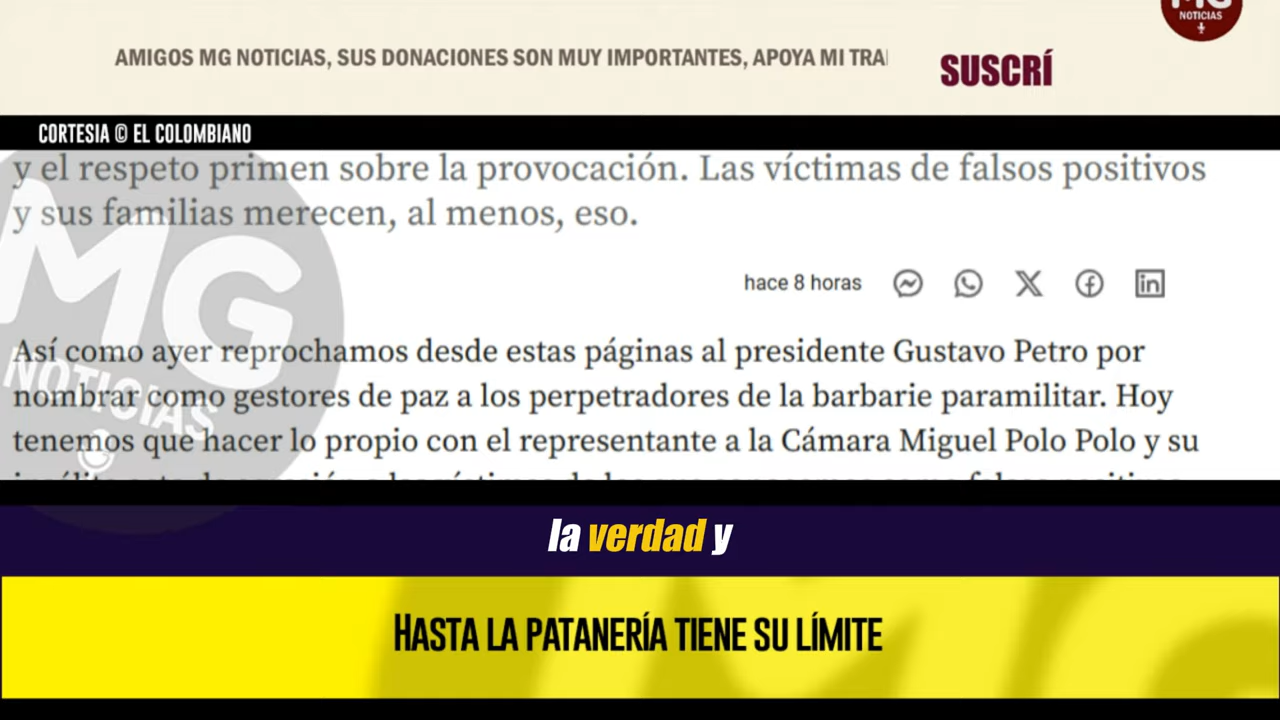 MG
NOTICIAS
AMIGOS MG NOTICIAS, SUS DONACIONES SON MUY IMPORTANTES, APOYA MI TRA
SUSCRÍ
CORTESIA © EL COLOMBIANO
y el respeto primen sobre la provocación. Las víctimas de falsos positivos
y sus familias merecen, al menos, eso.
hace 8 horas
MG
NOTICIAS
Así como ayer reprochamos desde estas páginas al presidente Gustavo Petro por
nombrar como gestores de paz a los perpetradores de la barbarie paramilitar. Hoy
tenemos que hacer lo propio con el representante a la Cámara Miguel Polo Polo y su
la verdad y
HASTA LA PATANERÍA TIENE SU LÍMITE